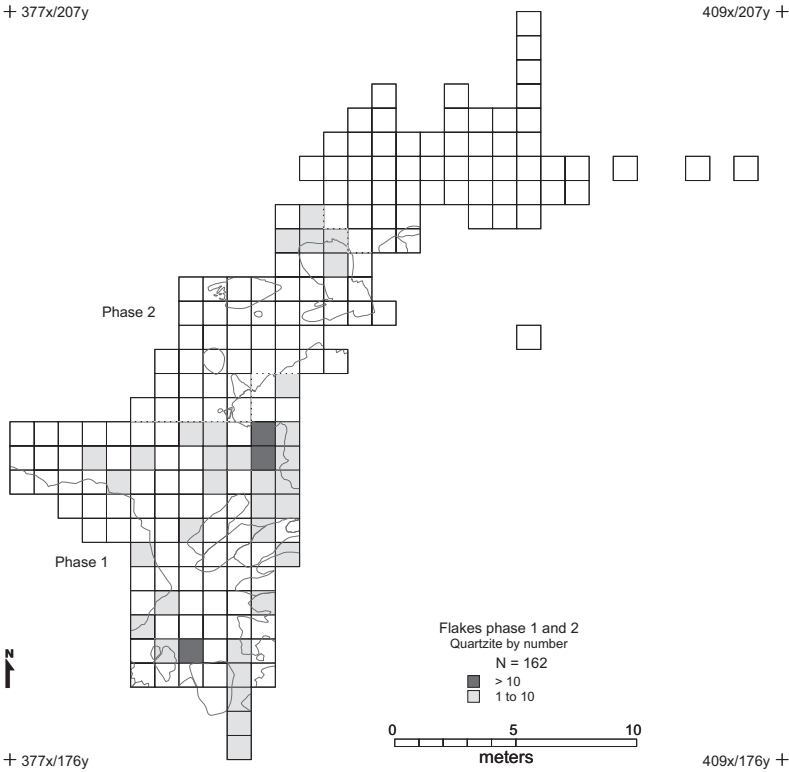 377x/207y
409x/207y
Phase 2
Phase 1
Flakes phase 1 and 2
Quartzite by number
N = 162
> 10
1 to 10
N
0 5 10
meters
377x/176y
409x/176y